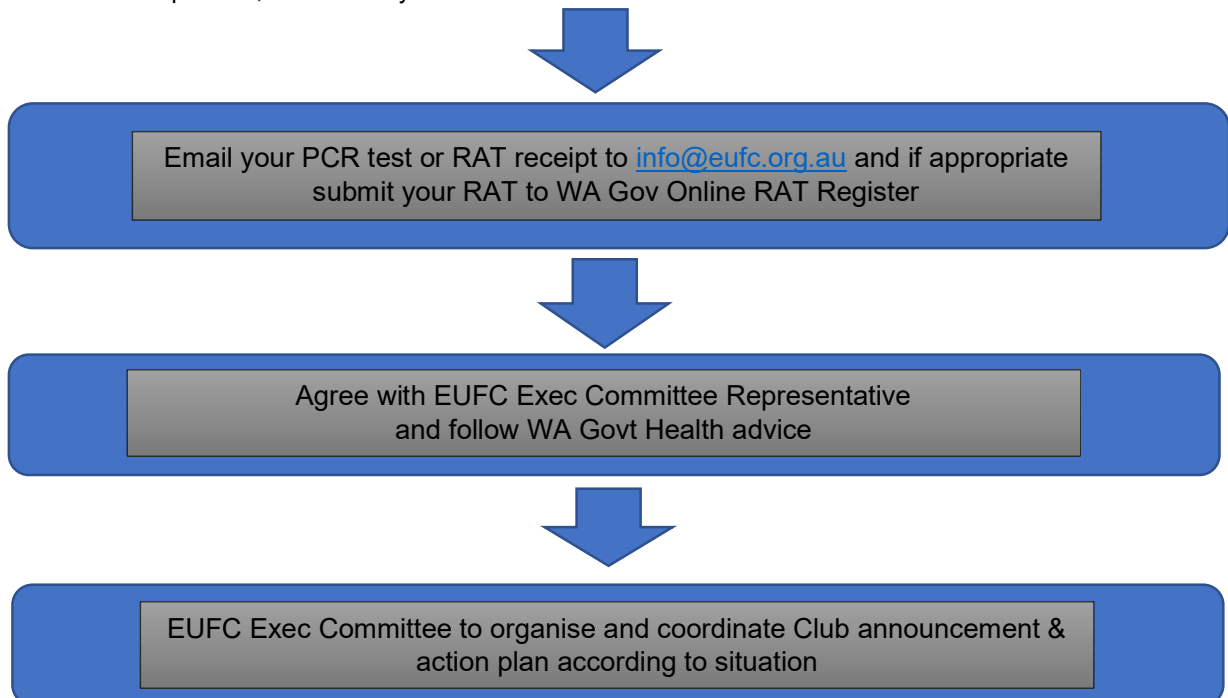 Email your PCR test or RAT receipt to info@eufc.org.au and if appropriate
submit your RAT to WA Gov Online RAT Register
Agree with EUFC Exec Committee Representative
and follow WA Govt Health advice
EUFC Exec Committee to organise and coordinate Club announcement &
action plan according to situation